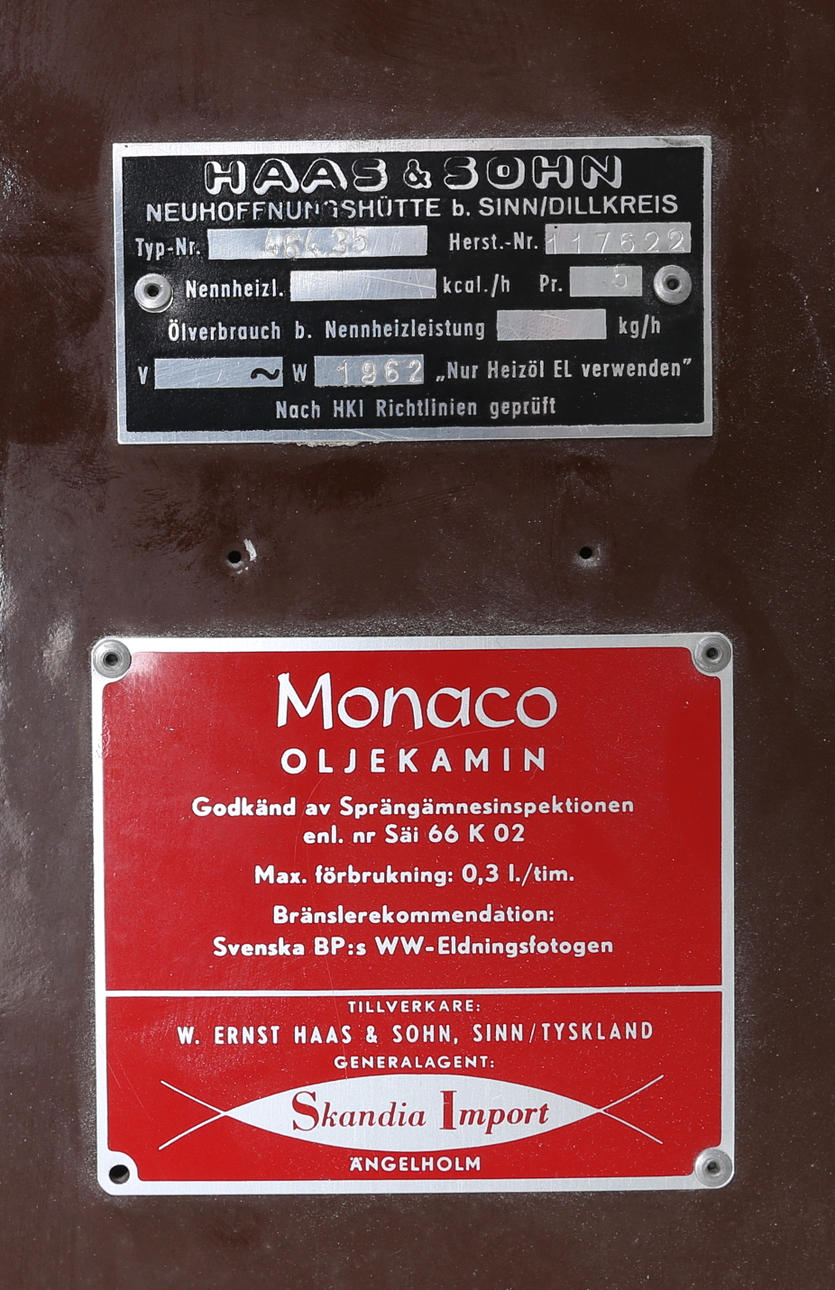 HAAS & SOHN
NEUHOFFNUNGSHÜTTE b. SINN/DILLKREIS
Typ-Nr. 45435 Herst.-Nr. 117622
Nennheizl. kcal./h Pr. 5
Ölverbrauch b. Nennheizleistung kg/h
V ~ W 1962 „Nur Heizöl EL verwenden”
Nach HKI Richtlinien geprüft
Monaco
OLJEKAMIN
Godkänd av Sprängämnesinspektionen
enl. nr Säi 66 K 02
Max. förbrukning: 0,3 l./tim.
Bränslerekommendation:
Svenska BP:s WW-Eldningsfotogen
TILLVERKARE:
W. ERNST HAAS & SOHN, SINN/TYSKLAND
GENERALAGENT:
Skandia Import
ÄNGELHOLM